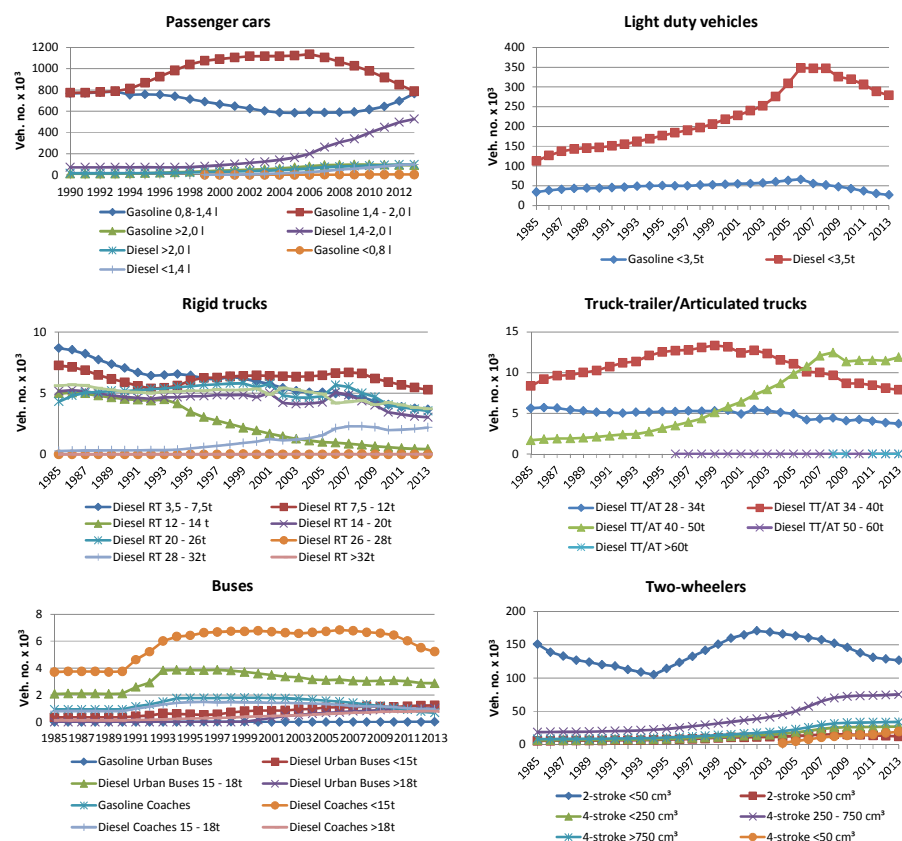 Passenger cars
Veh. no. x 10³
1200
1000
800
600
400
200
0
1990 1992 1994 1996 1998 2000 2002 2004 2006 2008 2010 2012
Gasoline 0,8-1,4 l Gasoline 1,4 - 2,0 l
Gasoline >2,0 l Diesel 1,4-2,0 l
Diesel >2,0 l Gasoline <0,8 l
Diesel <1,4 l
Light duty vehicles
Veh. no. x 10³
400
350
300
250
200
150
100
50
0
1985 1987 1989 1991 1993 1995 1997 1999 2001 2003 2005 2007 2009 2011 2013
Gasoline <3,5t Diesel <3,5t
Rigid trucks
Veh. no. x 10³
10
5
0
1985 1987 1989 1991 1993 1995 1997 1999 2001 2003 2005 2007 2009 2011 2013
Diesel RT 3,5 - 7,5t Diesel RT 7,5 - 12t
Diesel RT 12 - 14 t Diesel RT 14 - 20t
Diesel RT 20 - 26t Diesel RT 26 - 28t
Diesel RT 28 - 32t Diesel RT >32t
Truck-trailer/Articulated trucks
Veh. no. x 10³
15
10
5
0
1985 1987 1989 1991 1993 1995 1997 1999 2001 2003 2005 2007 2009 2011 2013
Diesel TT/AT 28 - 34t Diesel TT/AT 34 - 40t
Diesel TT/AT 40 - 50t Diesel TT/AT 50 - 60t
Diesel TT/AT >60t
Buses
Veh. no. x 10³
8
6
4
2
0
1985 1987 1989 1991 1993 1995 1997 1999 2001 2003 2005 2007 2009 2011 2013
Gasoline Urban Buses Diesel Urban Buses <15t
Diesel Urban Buses 15 - 18t Diesel Urban Buses >18t
Gasoline Coaches Diesel Coaches <15t
Diesel Coaches 15 - 18t Diesel Coaches >18t
Two-wheelers
Veh. no. x 10³
200
150
100
50
0
1985 1987 1989 1991 1993 1995 1997 1999 2001 2003 2005 2007 2009 2011 2013
2-stroke <50 cm³ 2-stroke >50 cm³
4-stroke <250 cm³ 4-stroke 250 - 750 cm³
4-stroke >750 cm³ 4-stroke <50 cm³